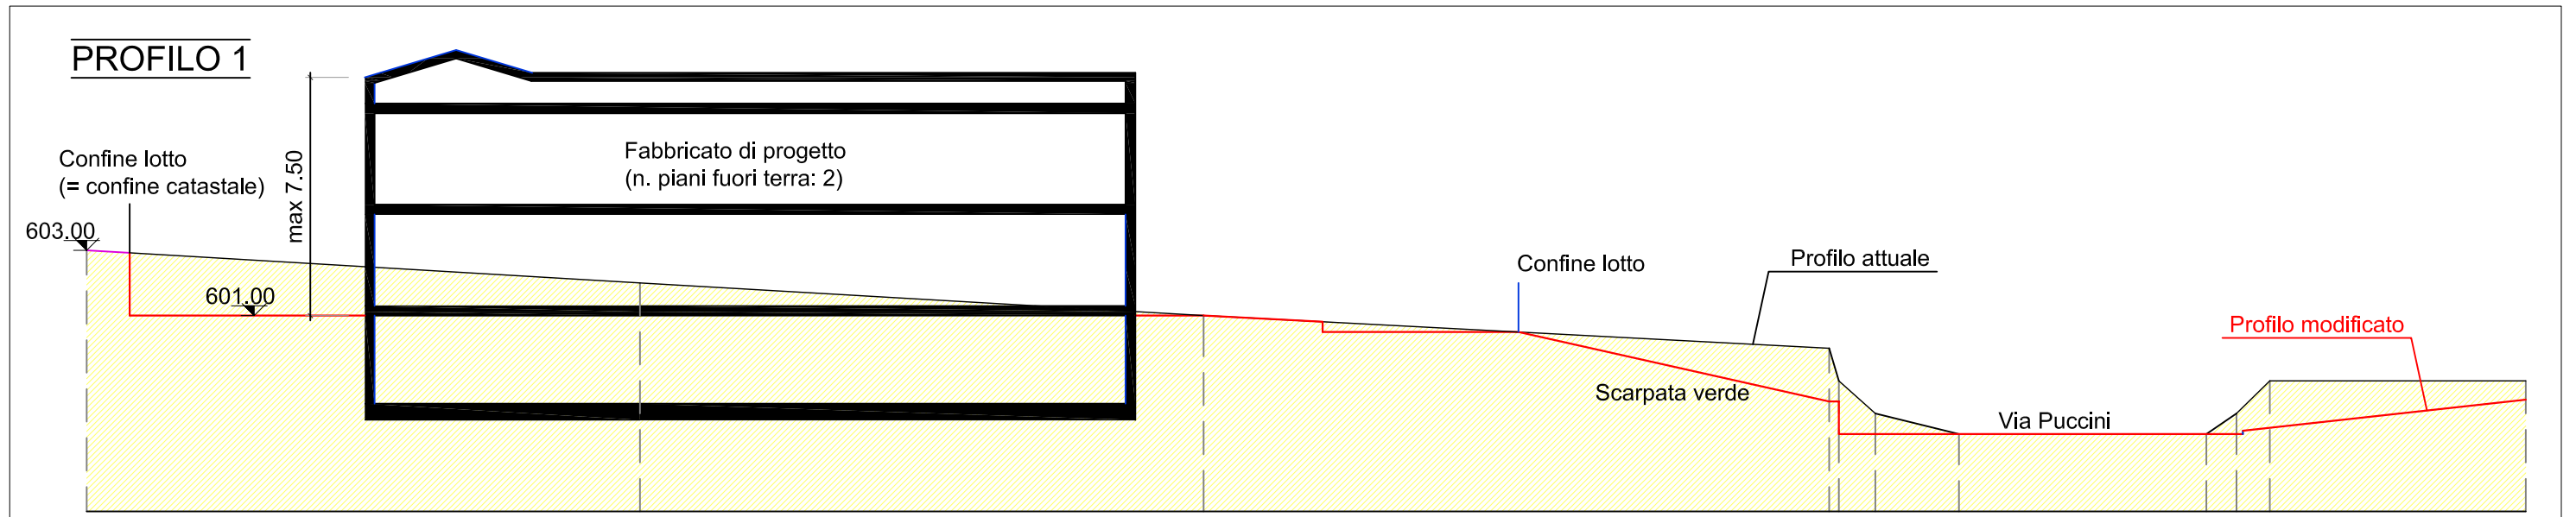 PROFILO 1
Confine lotto
(= confine catastale)
603.00
601.00
max 7.50
Fabbricato di progetto
(n. piani fuori terra: 2)
Confine lotto
Profilo attuale
Scarpata verde
Via Puccini
Profilo modificato